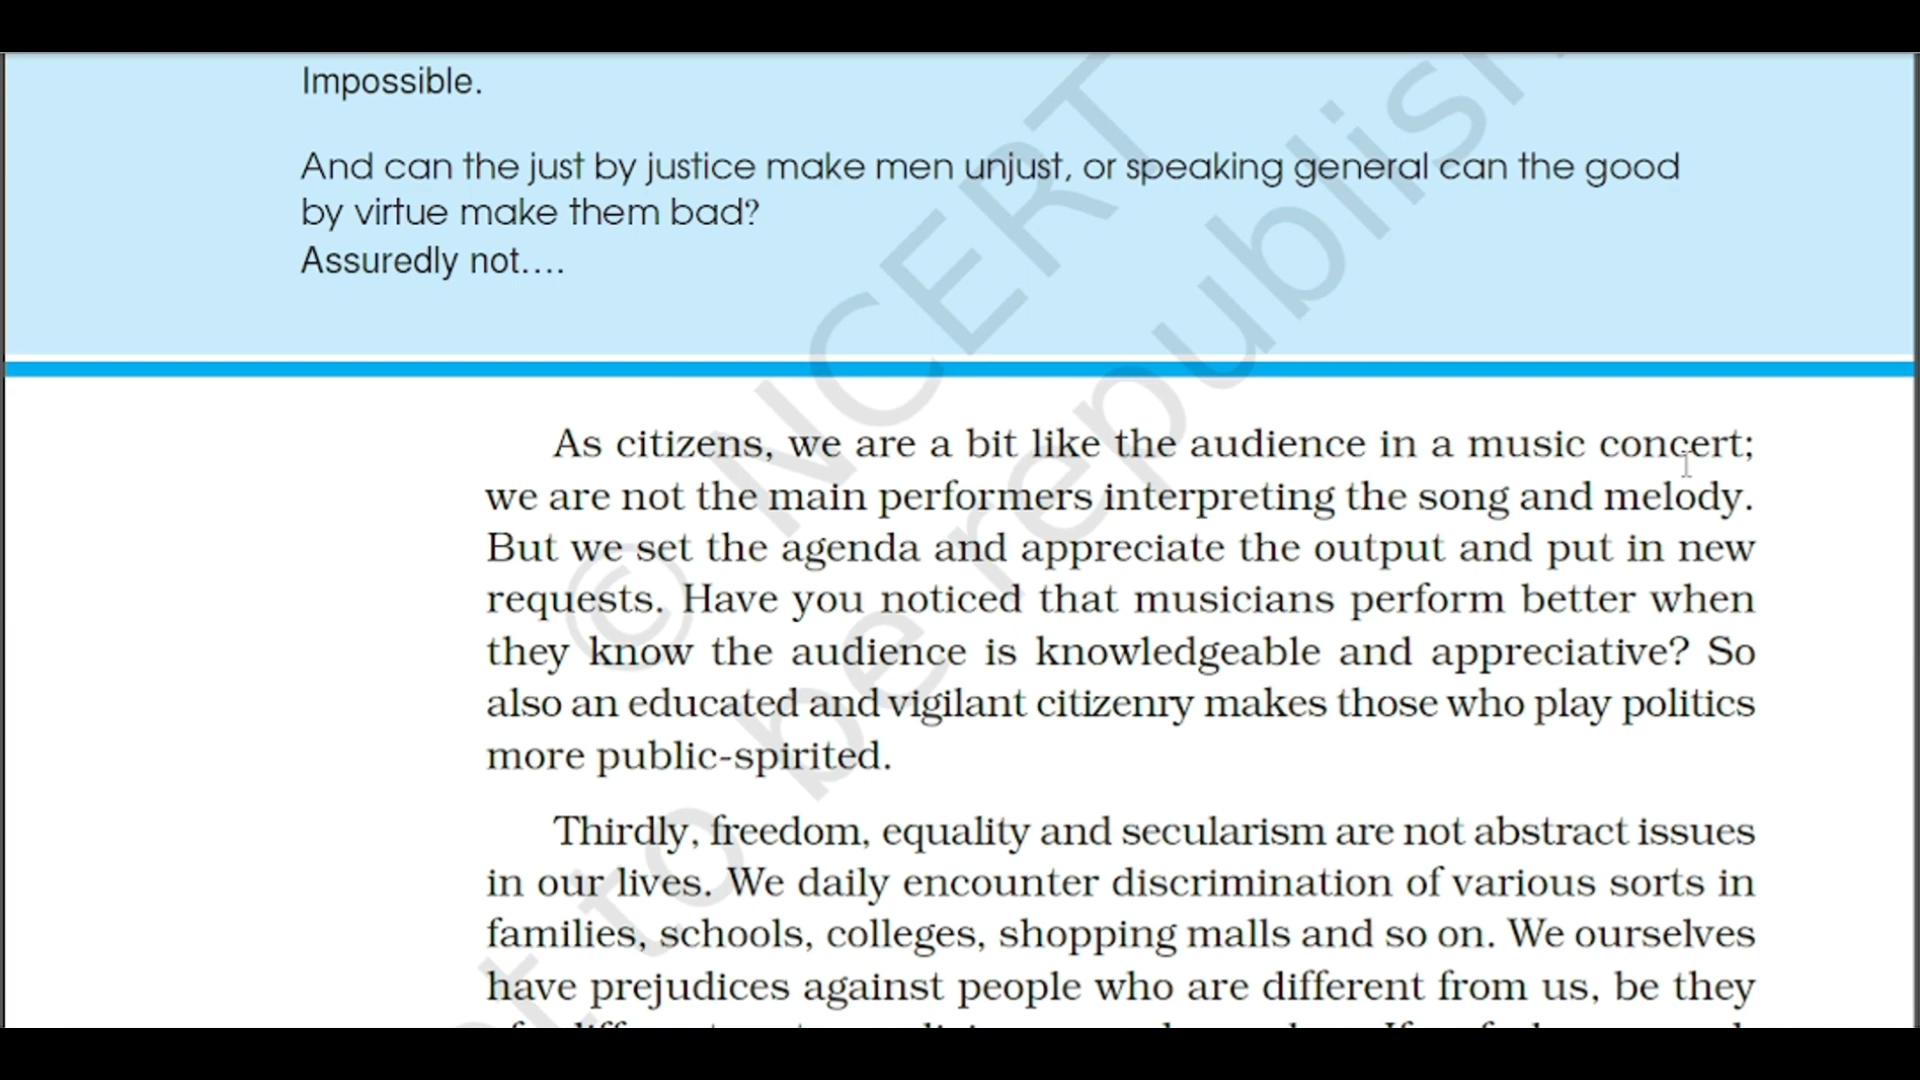 Impossible.
And can the just by justice make men unjust, or speaking general can the good
by virtue make them bad?
Assuredly not....
As citizens, we are a bit like the audience in a music concert;
we are not the main performers interpreting the song and melody.
But we set the agenda and appreciate the output and put in new
requests. Have you noticed that musicians perform better when
they know the audience is knowledgeable and appreciative? So
also an educated and vigilant citizenry makes those who play politics
more public-spirited.
Thirdly, freedom, equality and secularism are not abstract issues
in our lives. We daily encounter discrimination of various sorts in
families, schools, colleges, shopping malls and so on. We ourselves
have prejudices against people who are different from us, be they
© NCERT
to be republish